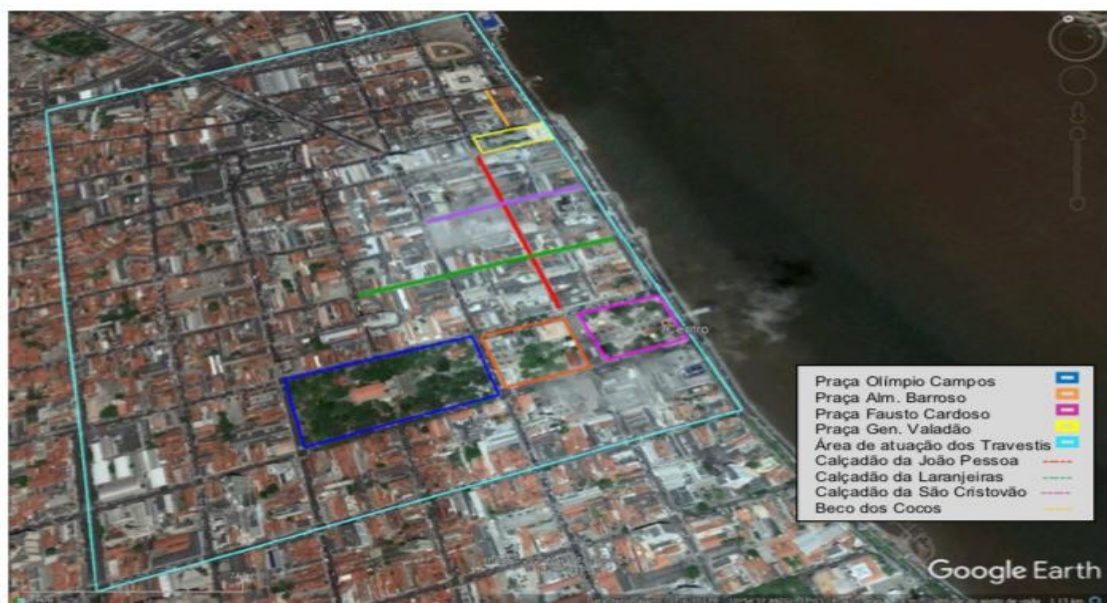 Centro
Praça Olímpio Campos
Praça Alm. Barroso
Praça Fausto Cardoso
Praça Gen. Valadão
Área de atuação dos Travestis
Calçadão da João Pessoa
Calçadão da Laranjeiras
Calçadão da São Cristovão
Beco dos Cocos
Google Earth